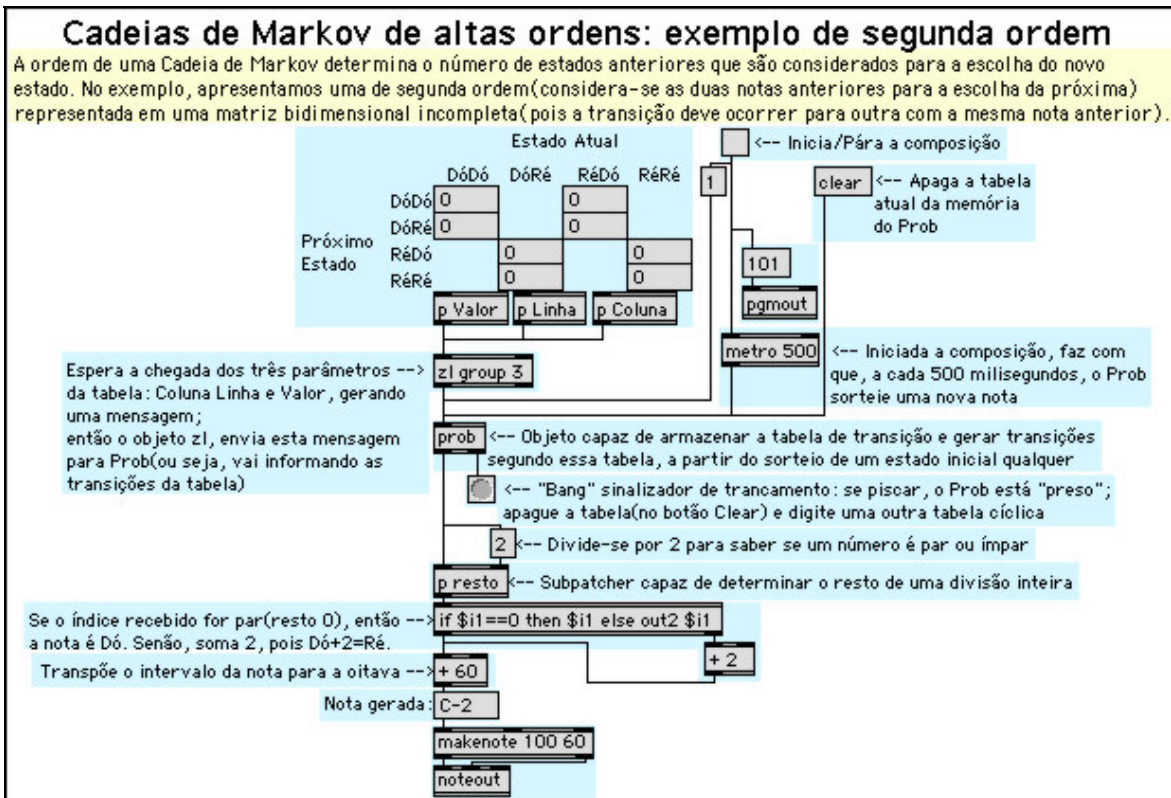 Cadeias de Markov de altas ordens: exemplo de segunda ordem
A ordem de uma Cadeia de Markov determina o número de estados anteriores que são considerados para a escolha do novo
estado. No exemplo, apresentamos uma de segunda ordem(considera-se as duas notas anteriores para a escolha da próxima)
representada em uma matriz bidimensional incompleta(pois a transição deve ocorrer para outra com a mesma nota anterior).
Estado Atual
<-- Inicia/Pára a composição
DóDó DóRé RéDó RéRé
1
clear <-- Apaga a tabela
atual da memória
do Prob
DóDó 0 0
DóRé 0 0
Próximo
Estado
RéDó 0 0
RéRé 0 0
101
pgmout
p Valor p Linha p Coluna
metro 500 <-- Iniciada a composição, faz com
que, a cada 500 milisegundos, o Prob
sorteie uma nova nota
Espera a chegada dos três parâmetros --> zl group 3
da tabela: Coluna Linha e Valor, gerando
uma mensagem;
então o objeto zl, envia esta mensagem
para Prob(ou seja, vai informando as
transições da tabela)
prob <-- Objeto capaz de armazenar a tabela de transição e gerar transições
segundo essa tabela, a partir do sorteio de um estado inicial qualquer
<-- "Bang" sinalizador de trancamento: se piscar, o Prob está "preso";
apague a tabela(no botão Clear) e digite uma outra tabela cíclica
2 <-- Divide-se por 2 para saber se um número é par ou ímpar
p resto <-- Subpatcher capaz de determinar o resto de uma divisão inteira
Se o índice recebido for par(resto 0), então --> if $i1==0 then $i1 else out2 $i1
a nota é Dó. Senão, soma 2, pois Dó+2=Ré.
+ 2
Transpõe o intervalo da nota para a oitava --> + 60
Nota gerada: C-2
makenote 100 60
noteout